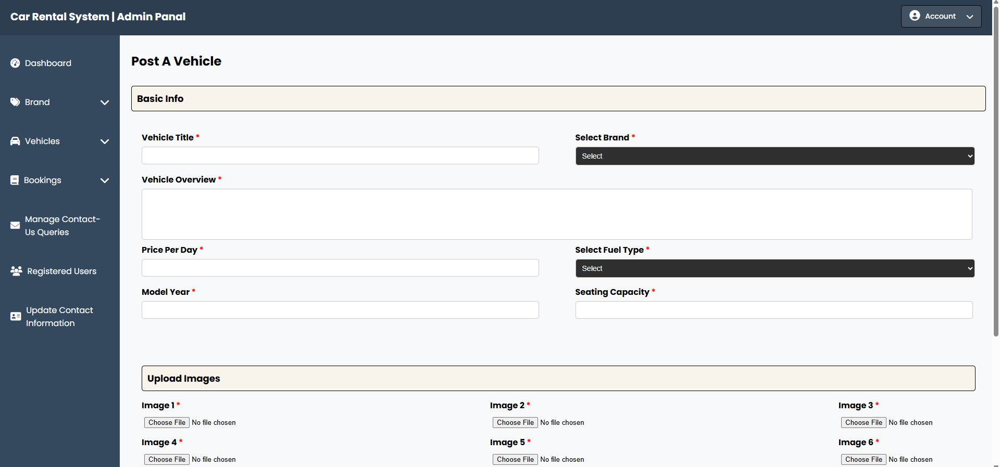 Car Rental System | Admin Panal
Account
Dashboard
Brand
Vehicles
Bookings
Manage Contact-
Us Queries
Registered Users
Update Contact
Information
Post A Vehicle
Basic Info
Vehicle Title *
Select Brand *
Select
Vehicle Overview *
Price Per Day *
Select Fuel Type *
Select
Model Year *
Seating Capacity *
Upload Images
Image 1 *
Image 2 *
Image 3 *
Choose File No file chosen
Choose File No file chosen
Choose File No file chosen
Image 4 *
Image 5 *
Image 6 *
Choose File No file chosen
Choose File No file chosen
Choose File No file chosen